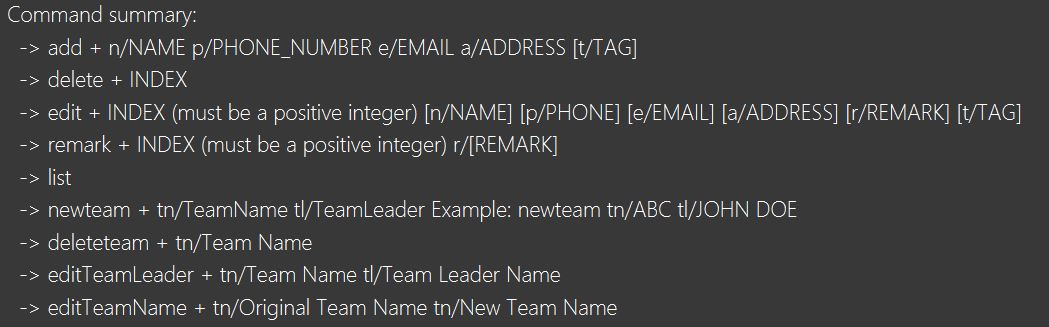 Command summary:
-> add + n/NAME p/PHONE_NUMBER e/EMAIL a/ADDRESS [t/TAG]
-> delete + INDEX
-> edit + INDEX (must be a positive integer) [n/NAME] [p/PHONE] [e/EMAIL] [a/ADDRESS] [r/REMARK] [t/TAG]
-> remark + INDEX (must be a positive integer) r/[REMARK]
-> list
-> newteam + tn/TeamName tl/TeamLeader Example: newteam tn/ABC tl/JOHN DOE
-> deleteteam + tn/Team Name
-> editTeamLeader + tn/Team Name tl/Team Leader Name
-> editTeamName + tn/Original Team Name tn/New Team Name